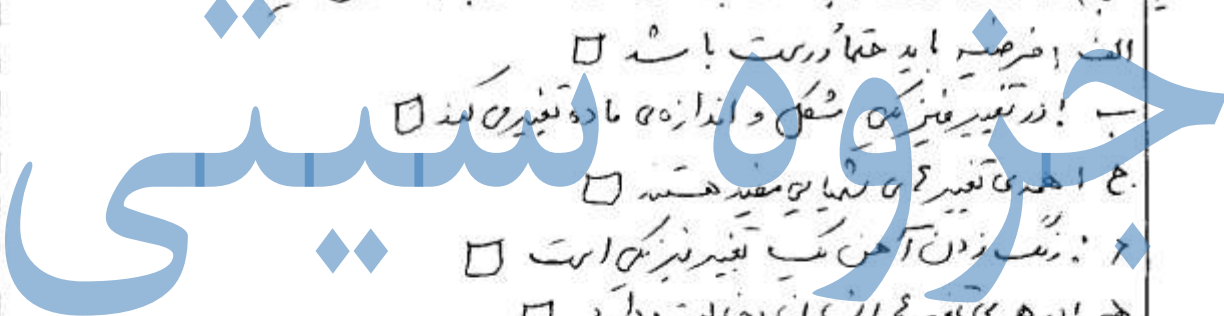 الف : فرضیه باید حتماً درست باشد □
ب : در تغییر فیزیکی شکل و اندازه‌ی ماده تغییر می کند □
ج : همه‌ی تغییرهای شیمیایی مفید هستند □
د : زنگ زدن آهن یک تغییر فیزیکی است □
جزوه سیتی